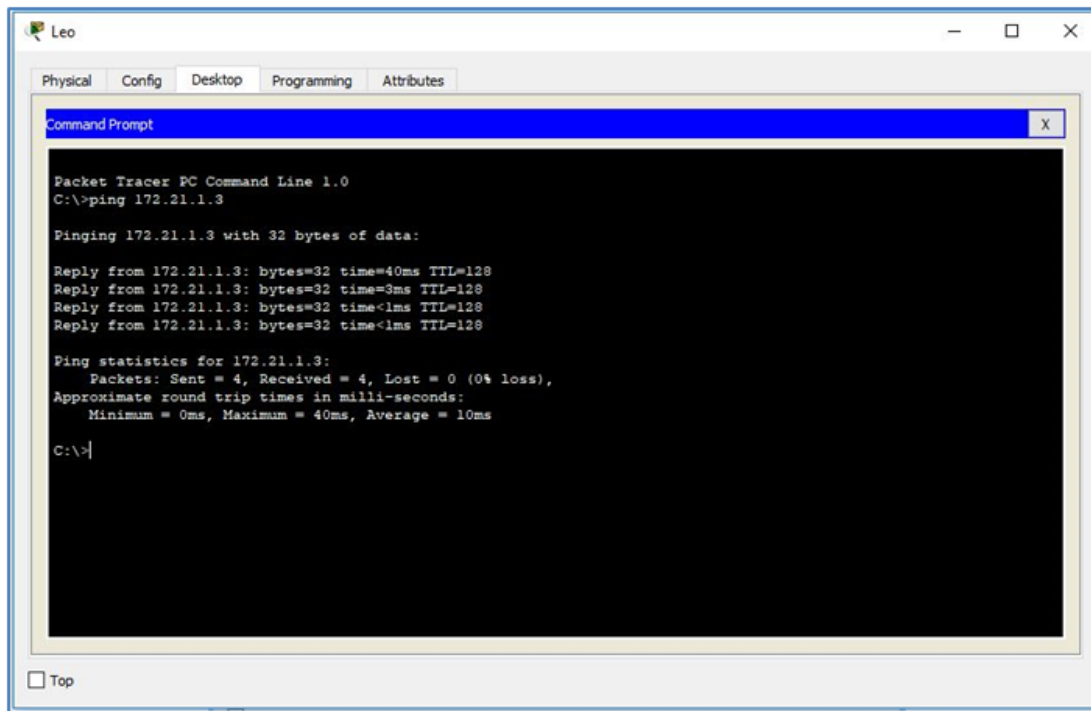 Leo
Physical Config Desktop Programming Attributes
Command Prompt X
Packet Tracer PC Command Line 1.0
C:\>ping 172.21.1.3
Pinging 172.21.1.3 with 32 bytes of data:
Reply from 172.21.1.3: bytes=32 time=40ms TTL=128
Reply from 172.21.1.3: bytes=32 time=3ms TTL=128
Reply from 172.21.1.3: bytes=32 time<1ms TTL=128
Reply from 172.21.1.3: bytes=32 time<1ms TTL=128
Ping statistics for 172.21.1.3:
Packets: Sent = 4, Received = 4, Lost = 0 (0% loss),
Approximate round trip times in milli-seconds:
Minimum = 0ms, Maximum = 40ms, Average = 10ms
C:\>
Top